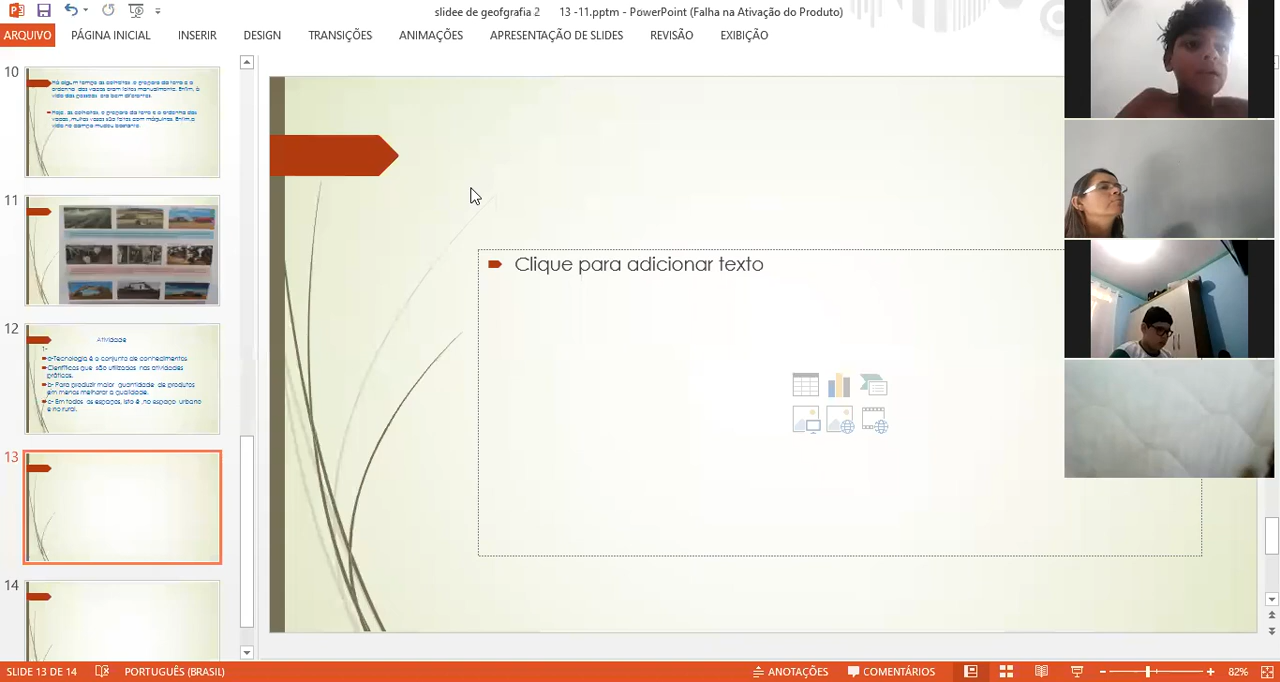 slidee de geofgrafia 2 13 -11.pptm - PowerPoint (Falha na Ativação do Produto)
ARQUIVO PÁGINA INICIAL INSERIR DESIGN TRANSIÇÕES ANIMAÇÕES APRESENTAÇÃO DE SLIDES REVISÃO EXIBIÇÃO
10
11
12
Atividade
1-
a-Tecnologia é o conjunto de conhecimentos
Científicas que são utilizados nas atividades
práticas.
b- Para produzir maior quantidade de produtos
em menos melhorar a qualidade.
c- Em todos as espaços, isto é ,no espaço urbano
e no rural.
13
14
Clique para adicionar texto
SLIDE 13 DE 14 PORTUGUÊS (BRASIL) ANOTAÇÕES COMENTÁRIOS 82%